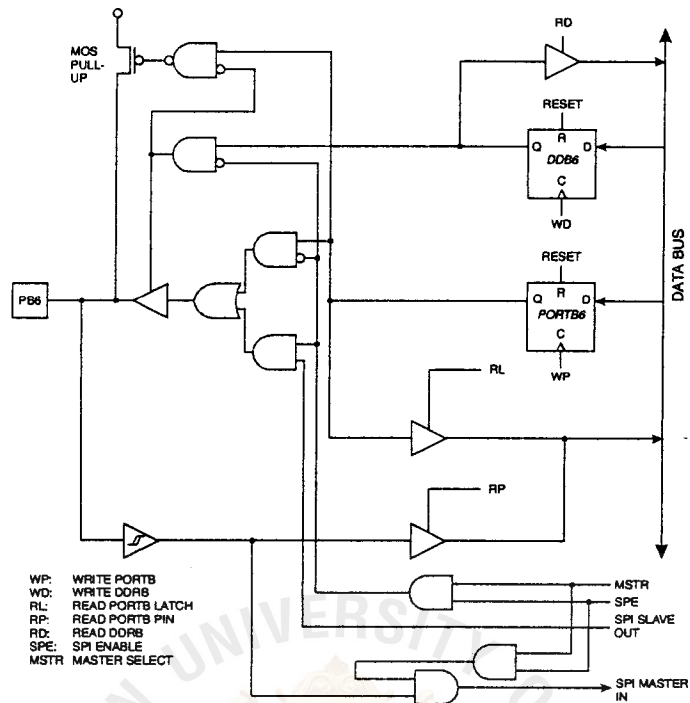 RD
MOS
PULL-
UP
RESET
R
Q
D
DDB6
C
WD
DATA BUS
RESET
R
Q
D
PORTB6
C
WP
PB6
RL
RP
WP: WRITE PORTB
WD: WRITE DDRB
RL: READ PORTB LATCH
RP: READ PORTB PIN
RD: READ DDRB
SPE: SPI ENABLE
MSTR MASTER SELECT
MSTR
SPE
SPI SLAVE
OUT
SPI MASTER
IN
UNIVERSITY